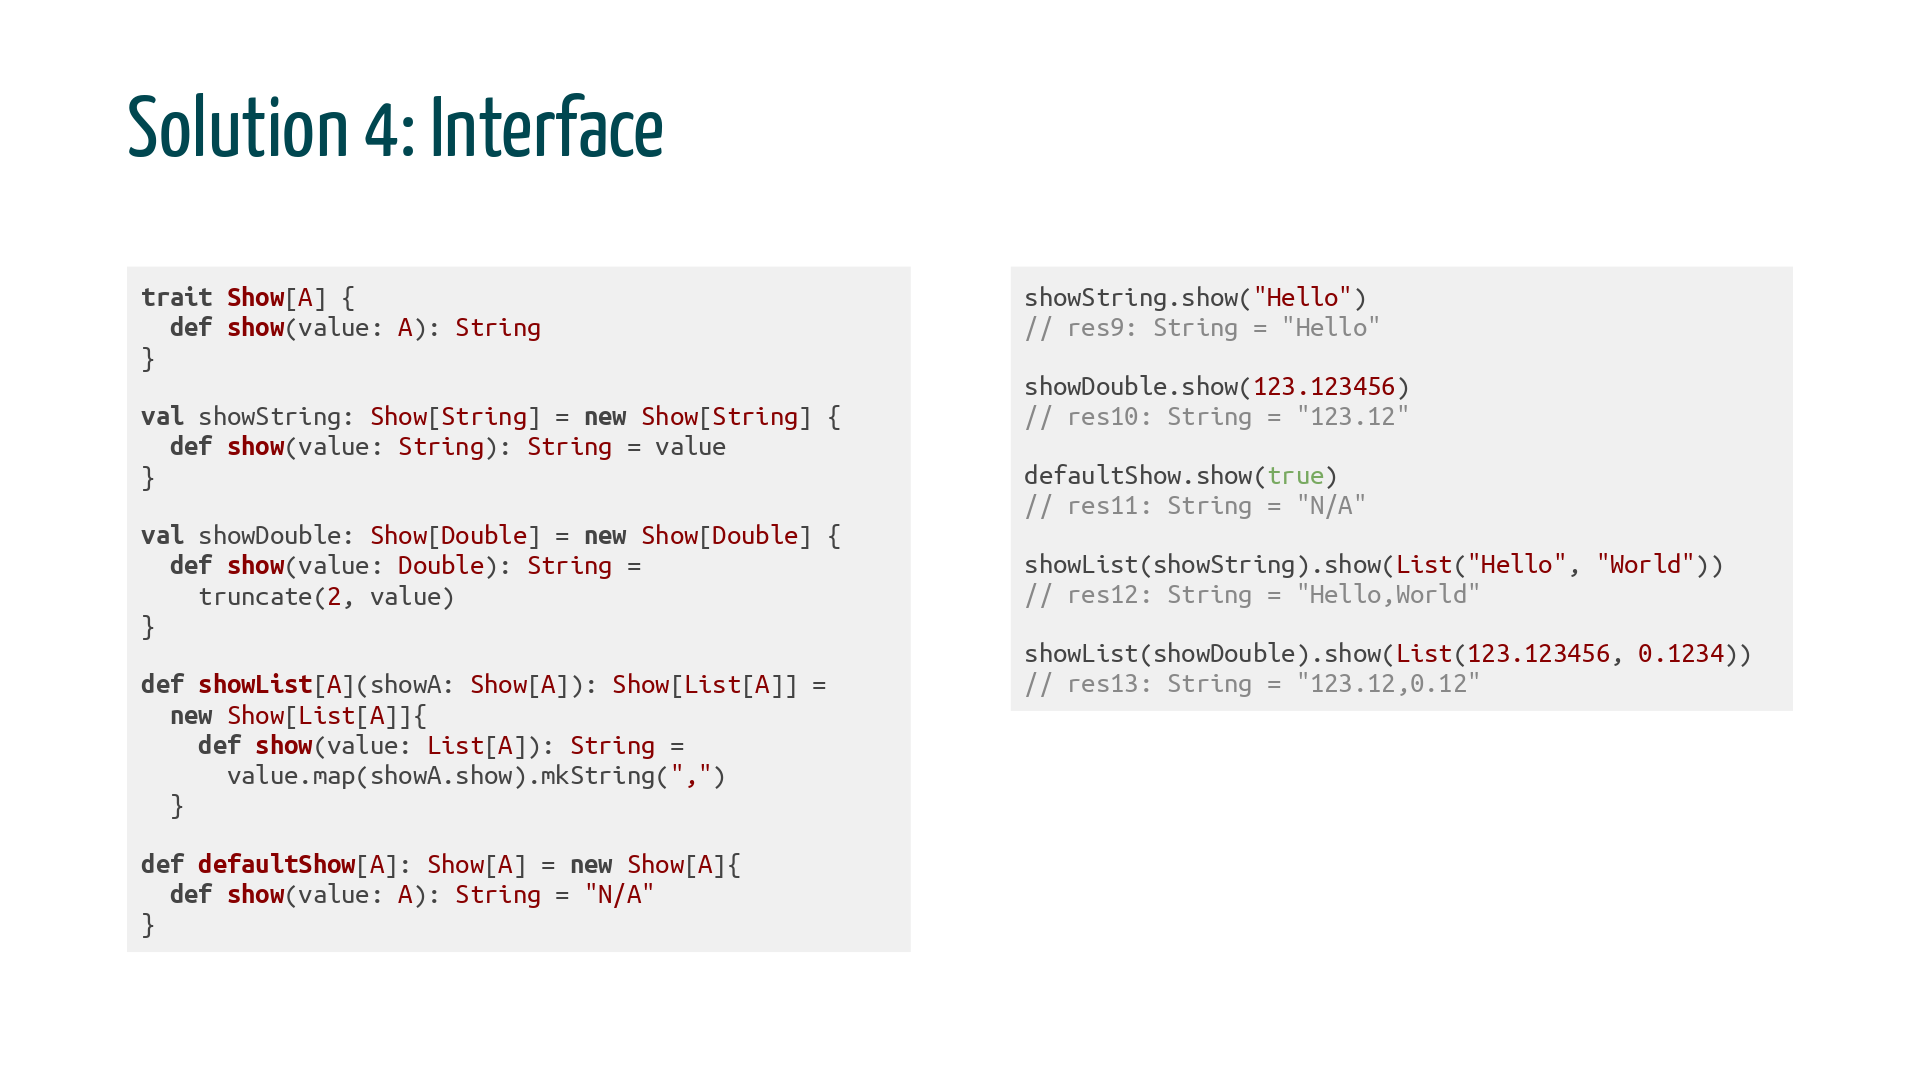 Solution 4: Interface
trait Show[A] {
  def show(value: A): String
}

val showString: Show[String] = new Show[String] {
  def show(value: String): String = value
}

val showDouble: Show[Double] = new Show[Double] {
  def show(value: Double): String =
    truncate(2, value)
}

def showList[A](showA: Show[A]): Show[List[A]] =
  new Show[List[A]]{
    def show(value: List[A]): String =
      value.map(showA.show).mkString(",")
  }

def defaultShow[A]: Show[A] = new Show[A]{
  def show(value: A): String = "N/A"
}

showString.show("Hello")
// res9: String = "Hello"

showDouble.show(123.123456)
// res10: String = "123.12"

defaultShow.show(true)
// res11: String = "N/A"

showList(showString).show(List("Hello", "World"))
// res12: String = "Hello,World"

showList(showDouble).show(List(123.123456, 0.1234))
// res13: String = "123.12,0.12"